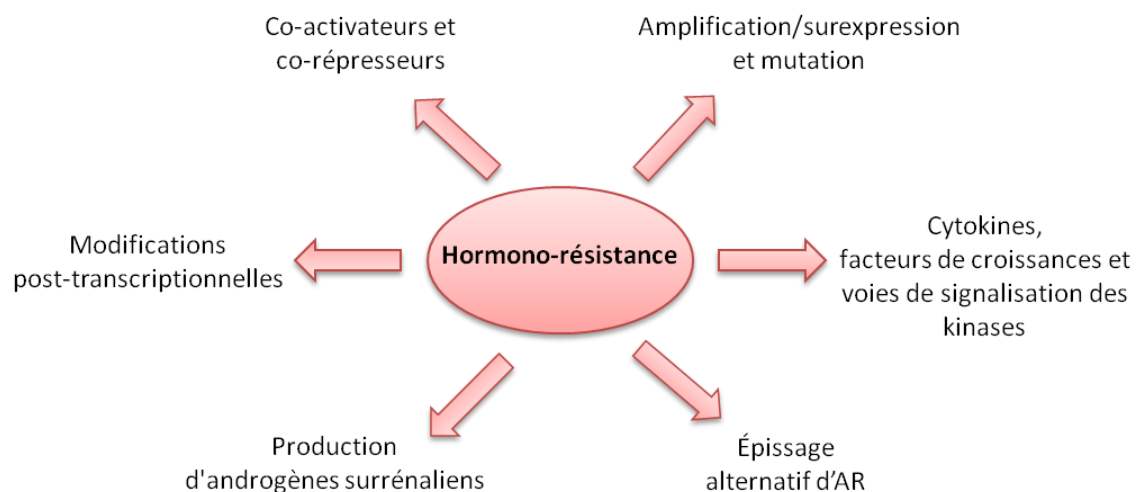 Co-activateurs et
co-répresseurs
Amplification/surexpression
et mutation
Modifications
post-transcriptionnelles
Hormono-résistance
Cytokines,
facteurs de croissances et
voies de signalisation des
kinases
Production
d'androgènes surrénaliens
Épissage
alternatif d’AR